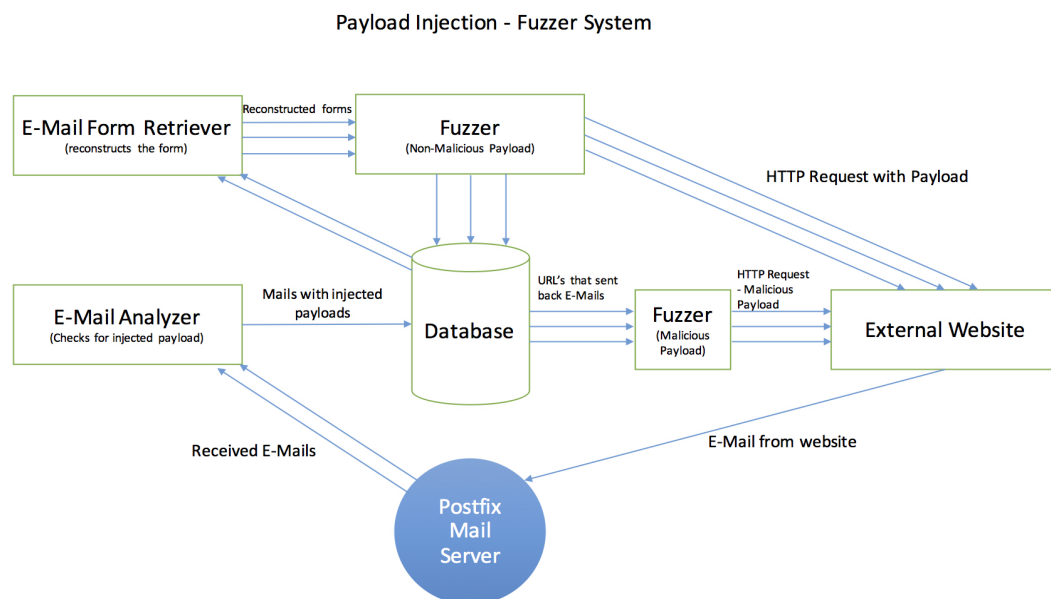 Payload Injection - Fuzzer System
E-Mail Form Retriever
(reconstructs the form)
Reconstructed forms
Fuzzer
(Non-Malicious Payload)
HTTP Request with Payload
E-Mail Analyzer
(Checks for injected payload)
Mails with injected
payloads
Database
URL's that sent
back E-Mails
Fuzzer
(Malicious
Payload)
HTTP Request
- Malicious
Payload
External Website
Received E-Mails
E-Mail from website
Postfix
Mail
Server